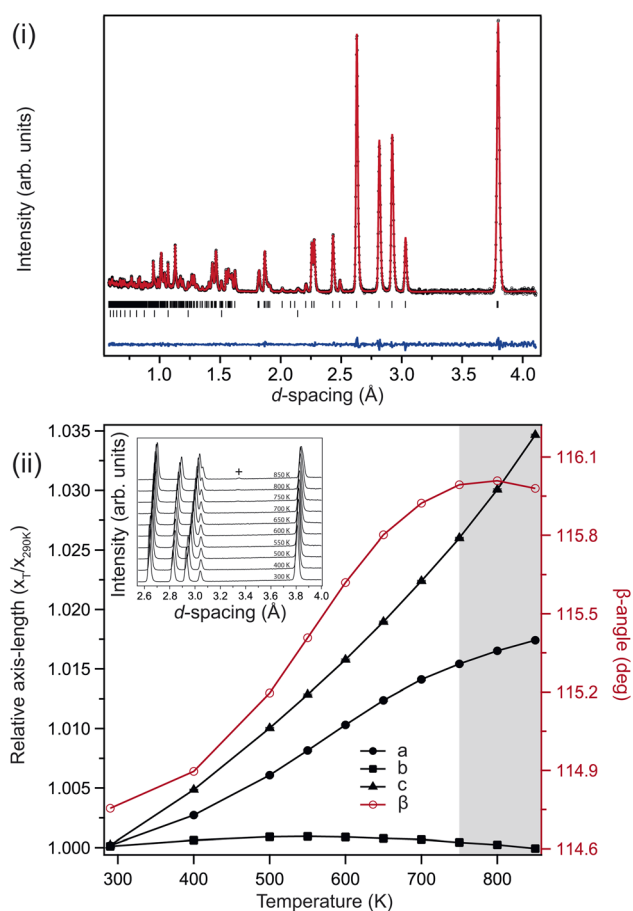 (i)
Intensity (arb. units)
1.0 1.5 2.0 2.5 3.0 3.5 4.0
d-spacing (Å)
(ii)
Relative axis-length (xT/x290K)
1.035
1.030
1.025
1.020
1.015
1.010
1.005
1.000
Intensity (arb. units)
+
850 K
800 K
750 K
700 K
650 K
600 K
550 K
500 K
400 K
300 K
2.6 2.8 3.0 3.2 3.4 3.6 3.8 4.0
d-spacing (Å)
a
b
c
β
116.1
115.8
115.5
115.2
114.9
114.6
β-angle (deg)
300 400 500 600 700 800
Temperature (K)